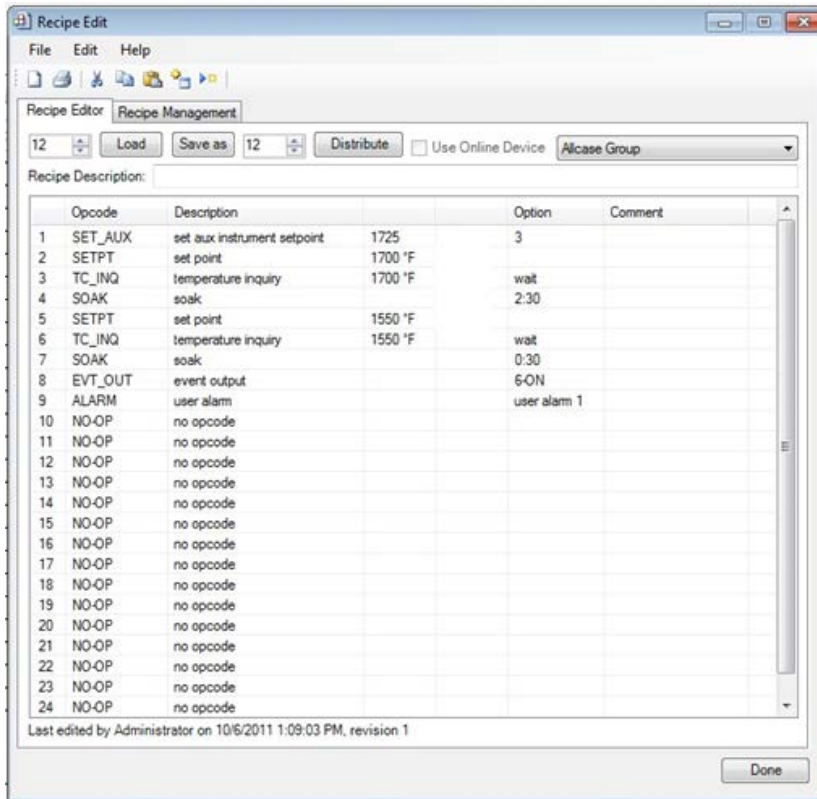 Recipe Edit
File Edit Help
Recipe Editor Recipe Management
12 Load Save as 12 Distribute Use Online Device Allcase Group
Recipe Description:
Opcode Description Option Comment
1 SET_AUX set aux instrument setpoint 1725 3
2 SETPT set point 1700 °F
3 TC_INQ temperature inquiry 1700 °F wait
4 SOAK soak 2:30
5 SETPT set point 1550 °F
6 TC_INQ temperature inquiry 1550 °F wait
7 SOAK soak 0:30
8 EVT_OUT event output 6-ON
9 ALARM user alarm user alarm 1
10 NO-OP no opcode
11 NO-OP no opcode
12 NO-OP no opcode
13 NO-OP no opcode
14 NO-OP no opcode
15 NO-OP no opcode
16 NO-OP no opcode
17 NO-OP no opcode
18 NO-OP no opcode
19 NO-OP no opcode
20 NO-OP no opcode
21 NO-OP no opcode
22 NO-OP no opcode
23 NO-OP no opcode
24 NO-OP no opcode
Last edited by Administrator on 10/6/2011 1:09:03 PM, revision 1
Done